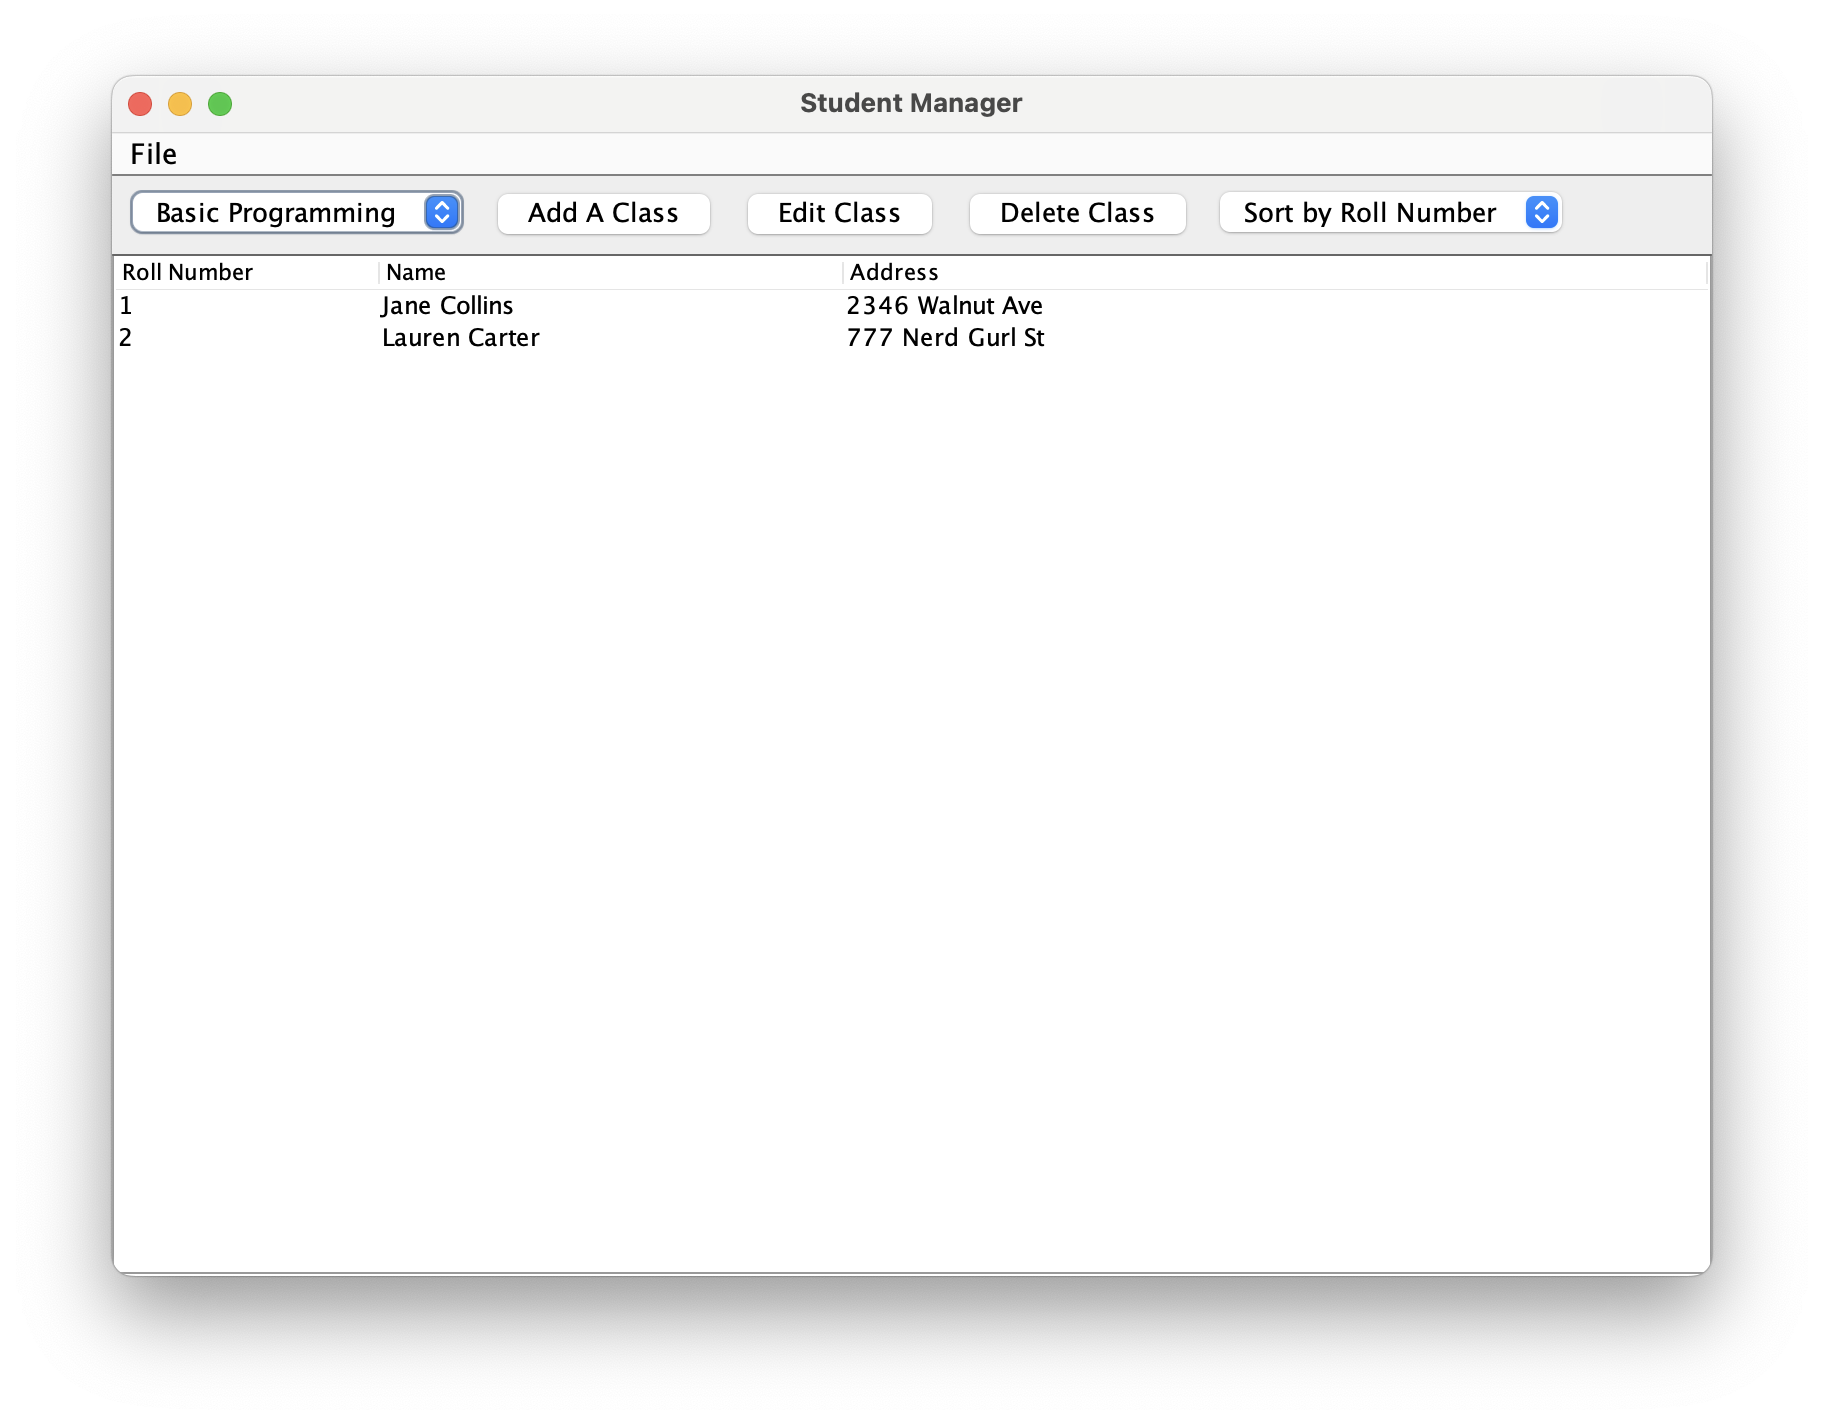 Student Manager
File
Basic Programming Add A Class Edit Class Delete Class Sort by Roll Number
Roll Number Name Address
1 Jane Collins 2346 Walnut Ave
2 Lauren Carter 777 Nerd Gurl St